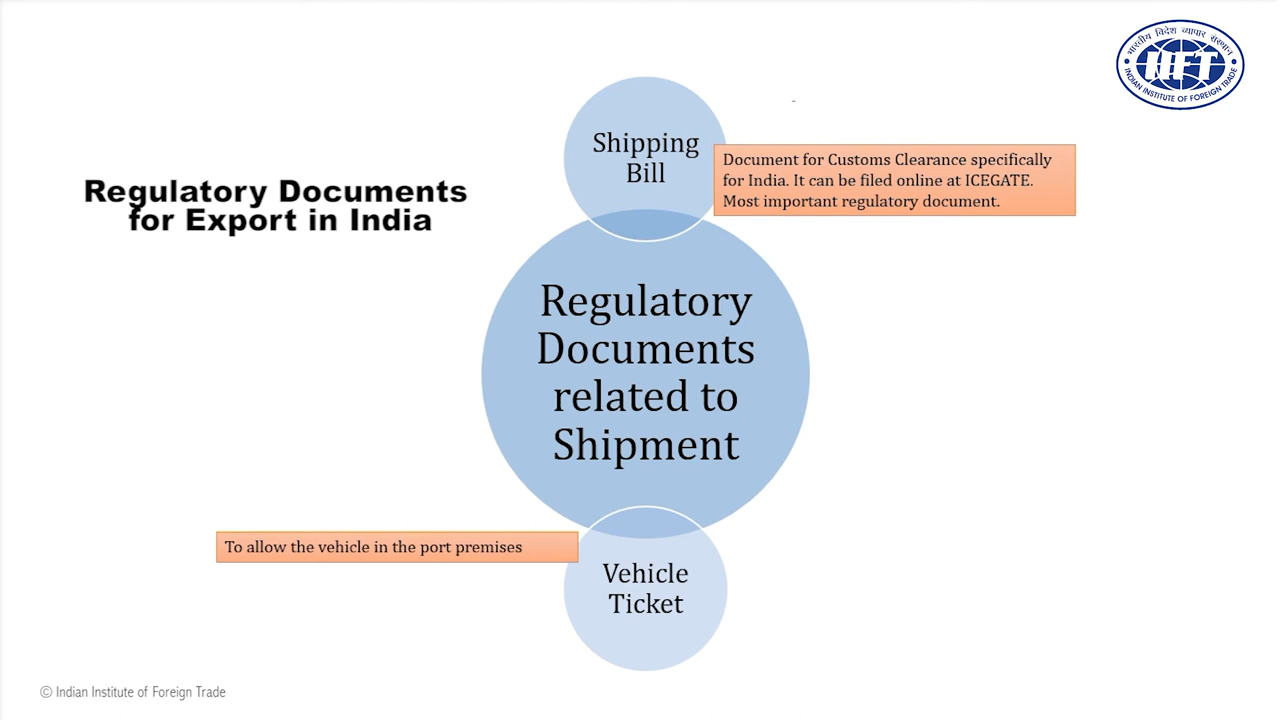 भारतीय विदेश व्यापार संस्थान
IIFT
INDIAN INSTITUTE OF FOREIGN TRADE
Regulatory Documents
for Export in India
Shipping
Bill
Document for Customs Clearance specifically
for India. It can be filed online at ICEGATE.
Most important regulatory document.
Regulatory
Documents
related to
Shipment
To allow the vehicle in the port premises
Vehicle
Ticket
© Indian Institute of Foreign Trade